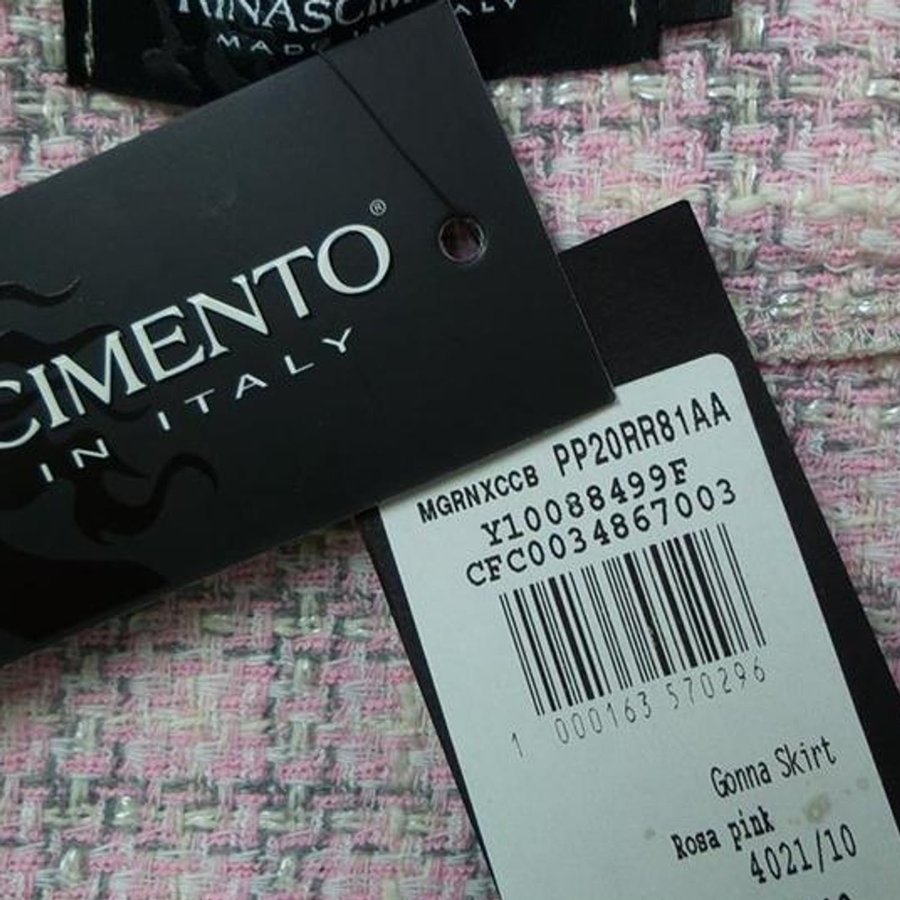 RINASCIM
MADE IN ITALY
CIMENTO®
IN ITALY
MGRNXCCB PP20RR81AA
Y10088499F
CFC0034867003
1 000163 570296
Gonna Skirt
Rosa pink
4021/10